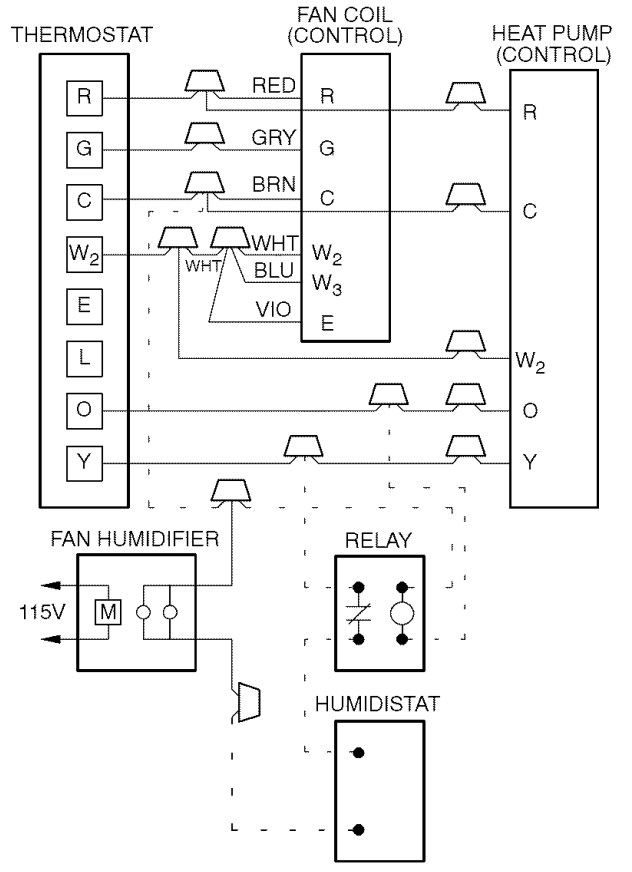 THERMOSTAT
FAN COIL
(CONTROL)
HEAT PUMP
(CONTROL)
R
RED
R
R
G
GRY
G
C
BRN
C
C
W2
WHT
WHT
W2
BLU
W3
E
VIO
E
L
W2
O
O
Y
Y
FAN HUMIDIFIER
RELAY
115V
M
HUMIDISTAT